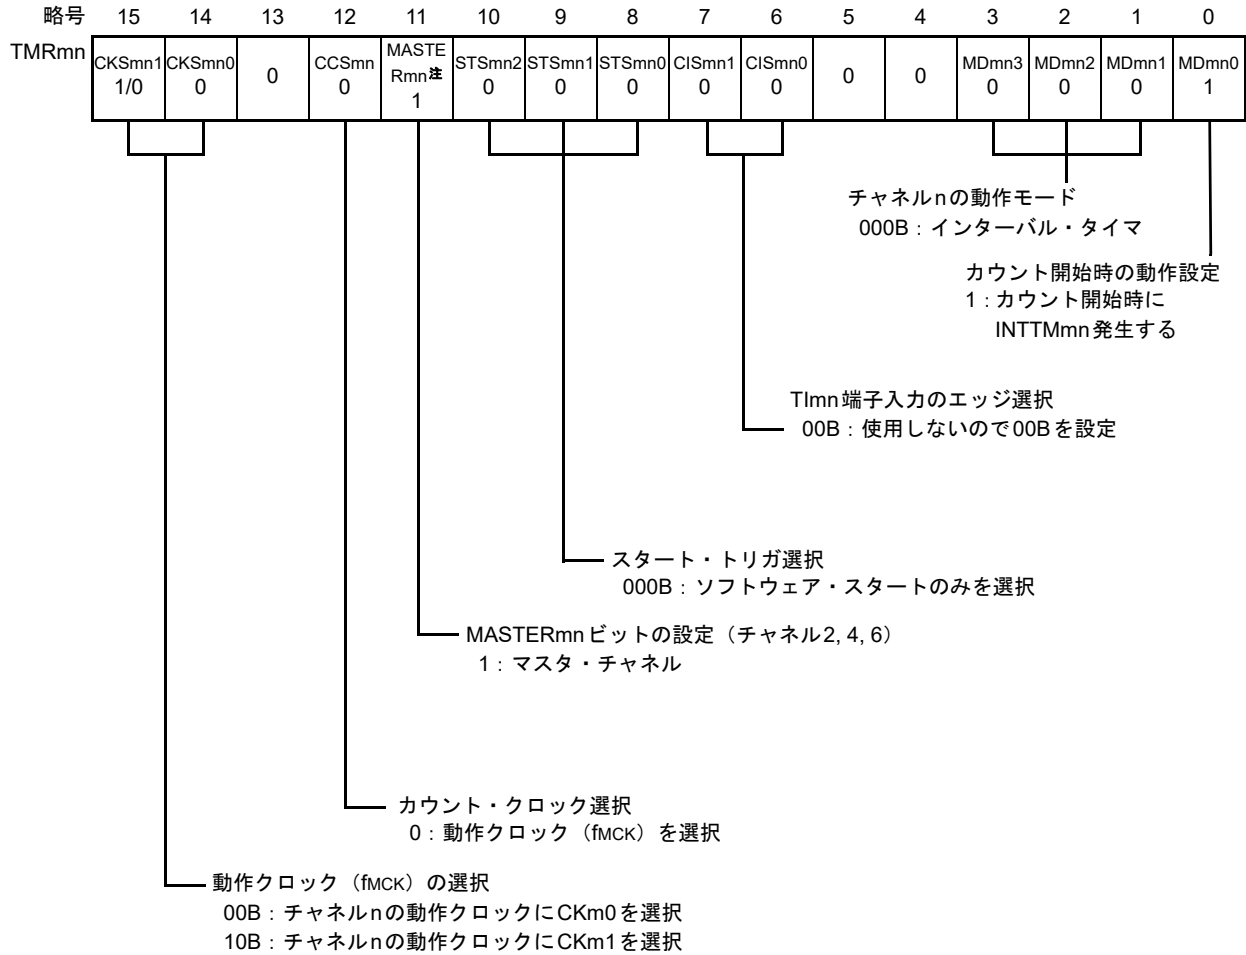 略号 15 14 13 12 11 10 9 8 7 6 5 4 3 2 1 0
TMRmn
CKSmn1 CKSmn0 0 CCSmn MASTE STSmn2 STSmn1 STSmn0 CISmn1 CISmn0 0 0 MDmn3 MDmn2 MDmn1 MDmn0
Rmn注
1/0 0 0 1 0 0 0 0 0 0 0 0 1
チャネルnの動作モード
000B：インターバル・タイマ
カウント開始時の動作設定
1：カウント開始時に
INTTMmn発生する
TImn端子入力のエッジ選択
00B：使用しないので00Bを設定
スタート・トリガ選択
000B：ソフトウェア・スタートのみを選択
MASTERmnビットの設定（チャネル2, 4, 6）
1：マスタ・チャネル
カウント・クロック選択
0：動作クロック（fMCK）を選択
動作クロック（fMCK）の選択
00B：チャネルnの動作クロックにCKm0を選択
10B：チャネルnの動作クロックにCKm1を選択